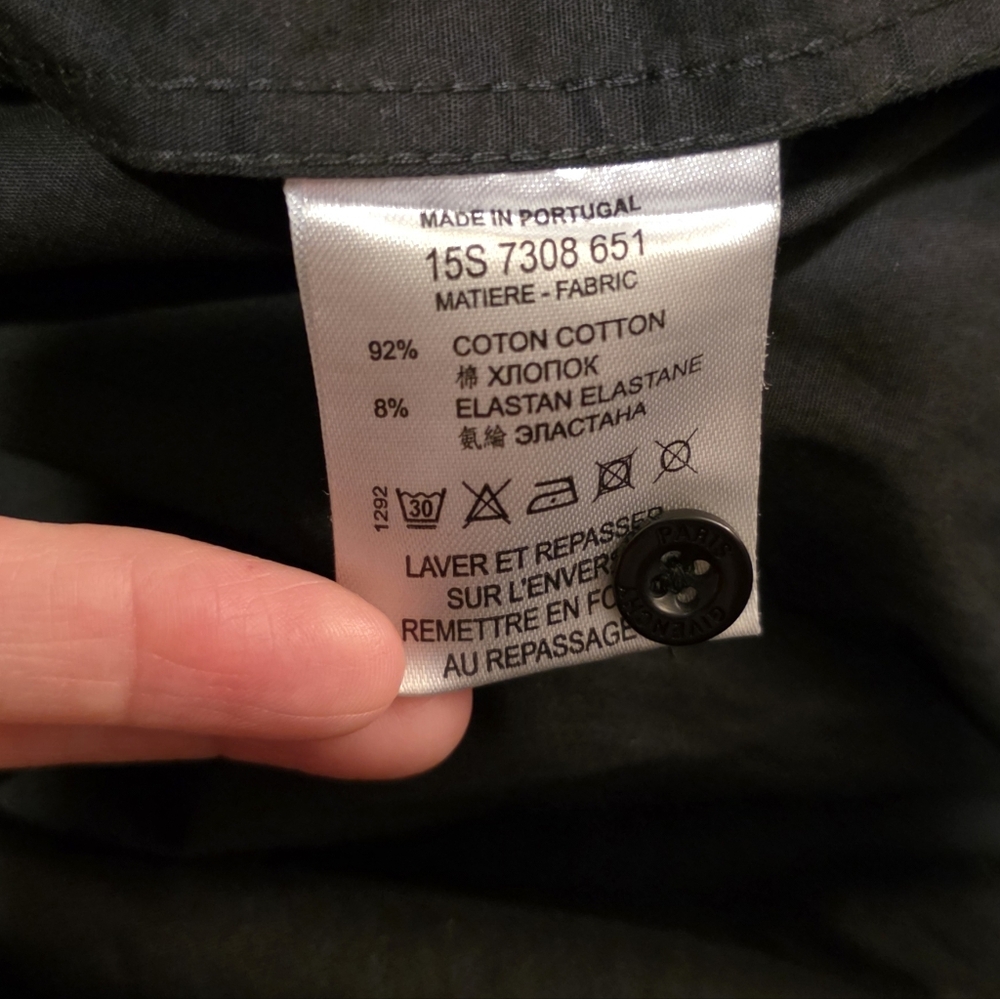 MADE IN PORTUGAL
15S 7308 651
MATIERE - FABRIC
92% COTON COTTON
棉 ХЛОПОК
8% ELASTAN ELASTANE
氨綸 ЭЛАСТАНА
1292
30
LAVER ET REPASSER
SUR L'ENVERS
REMETTRE EN
AU REPASSAGE
PARIS
GIVENCHY